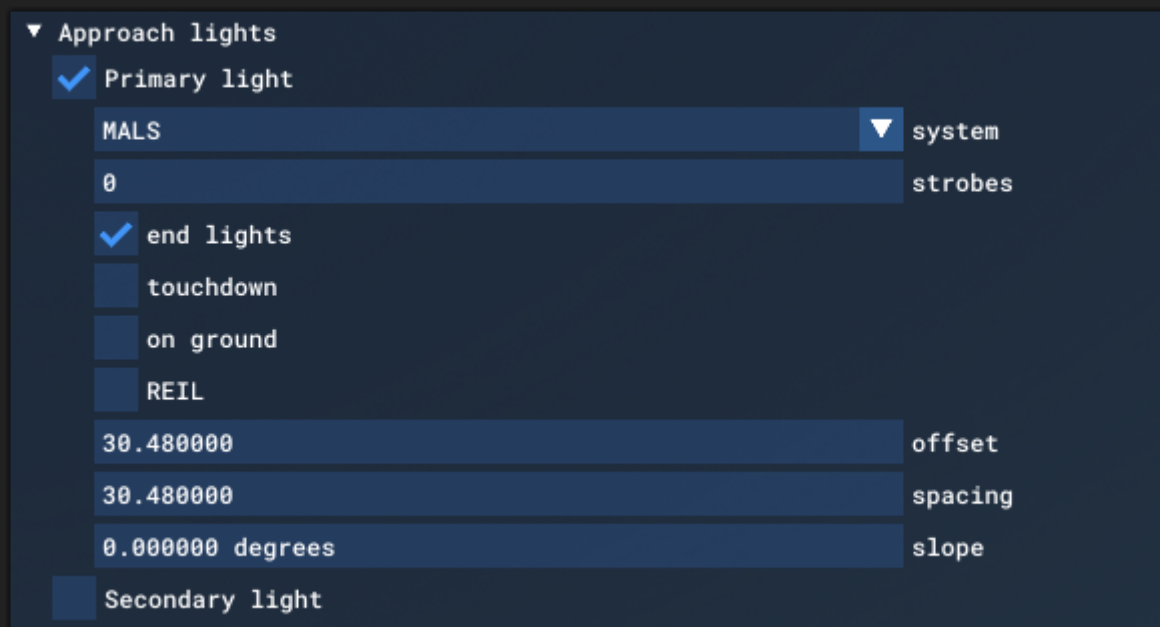 Approach lights
Primary light
MALS system
0 strobes
end lights
touchdown
on ground
REIL
30.480000 offset
30.480000 spacing
0.000000 degrees slope
Secondary light